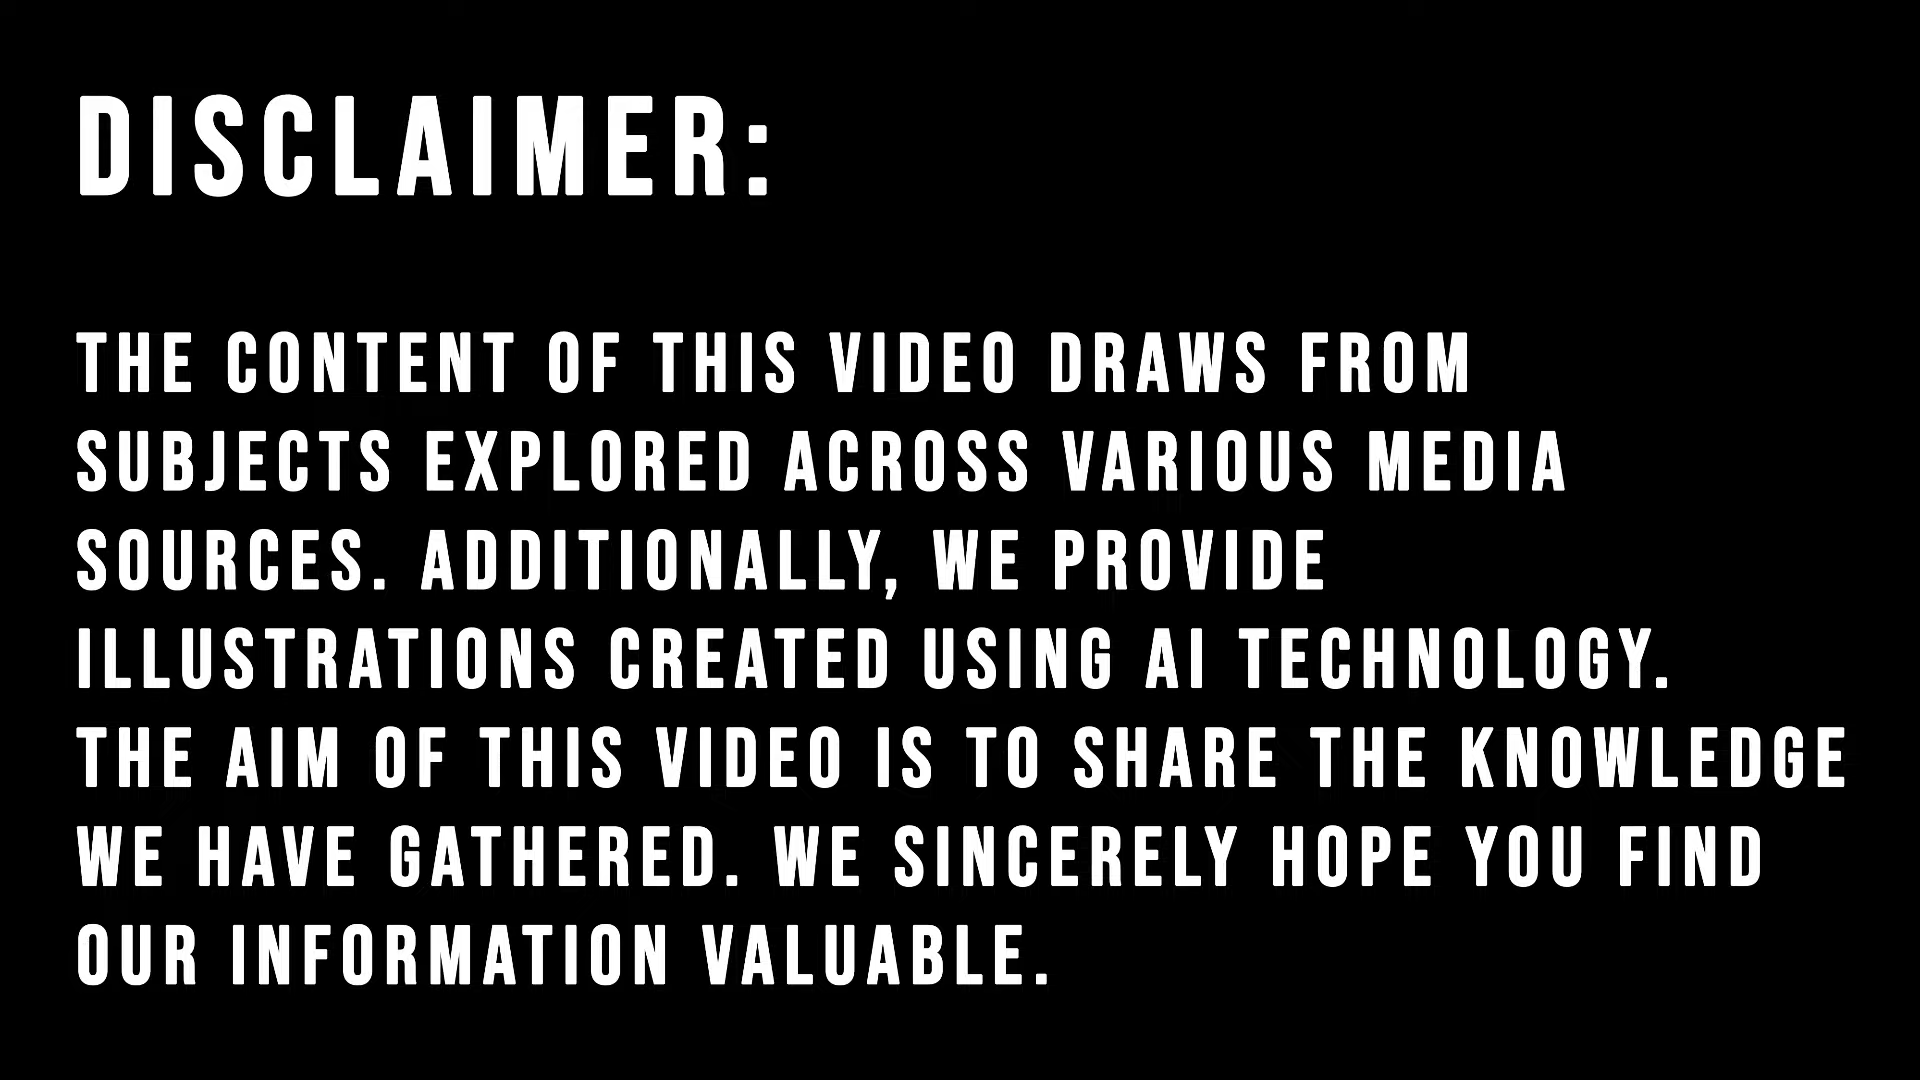 DISCLAIMER:
THE CONTENT OF THIS VIDEO DRAWS FROM
SUBJECTS EXPLORED ACROSS VARIOUS MEDIA
SOURCES. ADDITIONALLY, WE PROVIDE
ILLUSTRATIONS CREATED USING AI TECHNOLOGY.
THE AIM OF THIS VIDEO IS TO SHARE THE KNOWLEDGE
WE HAVE GATHERED. WE SINCERELY HOPE YOU FIND
OUR INFORMATION VALUABLE.